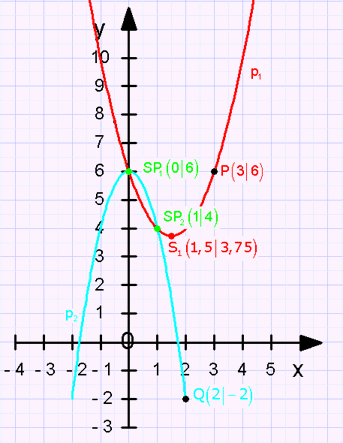 y
10
p₁
9
8
7
SP₁(0|6)
P(3|6)
6
5
SP₂(1|4)
4
S₁(1,5|3,75)
3
2
p₂
1
0
-4 -3 -2 -1 1 2 3 4 5 x
-1
Q(2|-2)
-2
-3